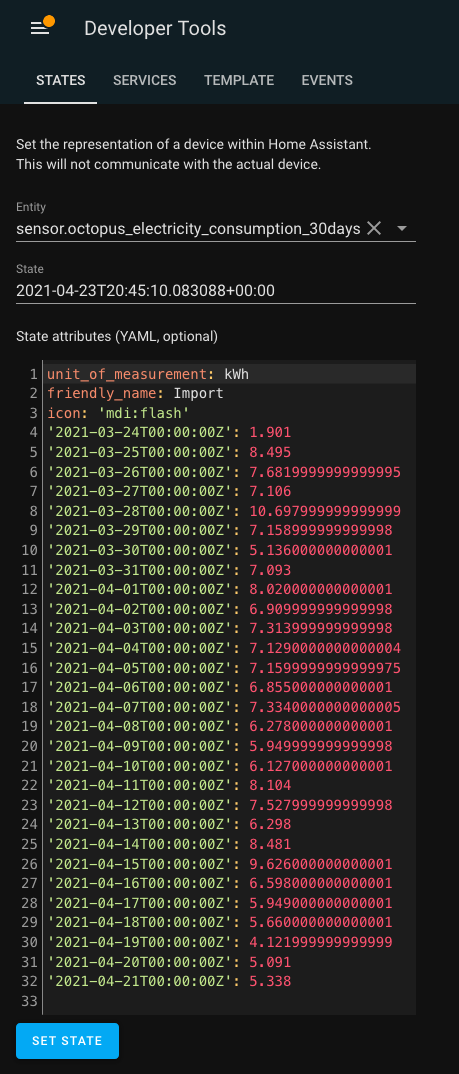 Developer Tools
STATES SERVICES TEMPLATE EVENTS
Set the representation of a device within Home Assistant.
This will not communicate with the actual device.
Entity
sensor.octopus_electricity_consumption_30days
State
2021-04-23T20:45:10.083088+00:00
State attributes (YAML, optional)
1 unit_of_measurement: kWh
2 friendly_name: Import
3 icon: 'mdi:flash'
4 '2021-03-24T00:00:00Z': 1.901
5 '2021-03-25T00:00:00Z': 8.495
6 '2021-03-26T00:00:00Z': 7.6819999999999995
7 '2021-03-27T00:00:00Z': 7.106
8 '2021-03-28T00:00:00Z': 10.697999999999999
9 '2021-03-29T00:00:00Z': 7.158999999999998
10 '2021-03-30T00:00:00Z': 5.136000000000001
11 '2021-03-31T00:00:00Z': 7.093
12 '2021-04-01T00:00:00Z': 8.020000000000001
13 '2021-04-02T00:00:00Z': 6.909999999999998
14 '2021-04-03T00:00:00Z': 7.313999999999998
15 '2021-04-04T00:00:00Z': 7.1290000000000004
16 '2021-04-05T00:00:00Z': 7.1599999999999975
17 '2021-04-06T00:00:00Z': 6.855000000000001
18 '2021-04-07T00:00:00Z': 7.3340000000000005
19 '2021-04-08T00:00:00Z': 6.278000000000001
20 '2021-04-09T00:00:00Z': 5.949999999999998
21 '2021-04-10T00:00:00Z': 6.127000000000001
22 '2021-04-11T00:00:00Z': 8.104
23 '2021-04-12T00:00:00Z': 7.527999999999998
24 '2021-04-13T00:00:00Z': 6.298
25 '2021-04-14T00:00:00Z': 8.481
26 '2021-04-15T00:00:00Z': 9.626000000000001
27 '2021-04-16T00:00:00Z': 6.598000000000001
28 '2021-04-17T00:00:00Z': 5.949000000000001
29 '2021-04-18T00:00:00Z': 5.660000000000001
30 '2021-04-19T00:00:00Z': 4.121999999999999
31 '2021-04-20T00:00:00Z': 5.091
32 '2021-04-21T00:00:00Z': 5.338
33
SET STATE